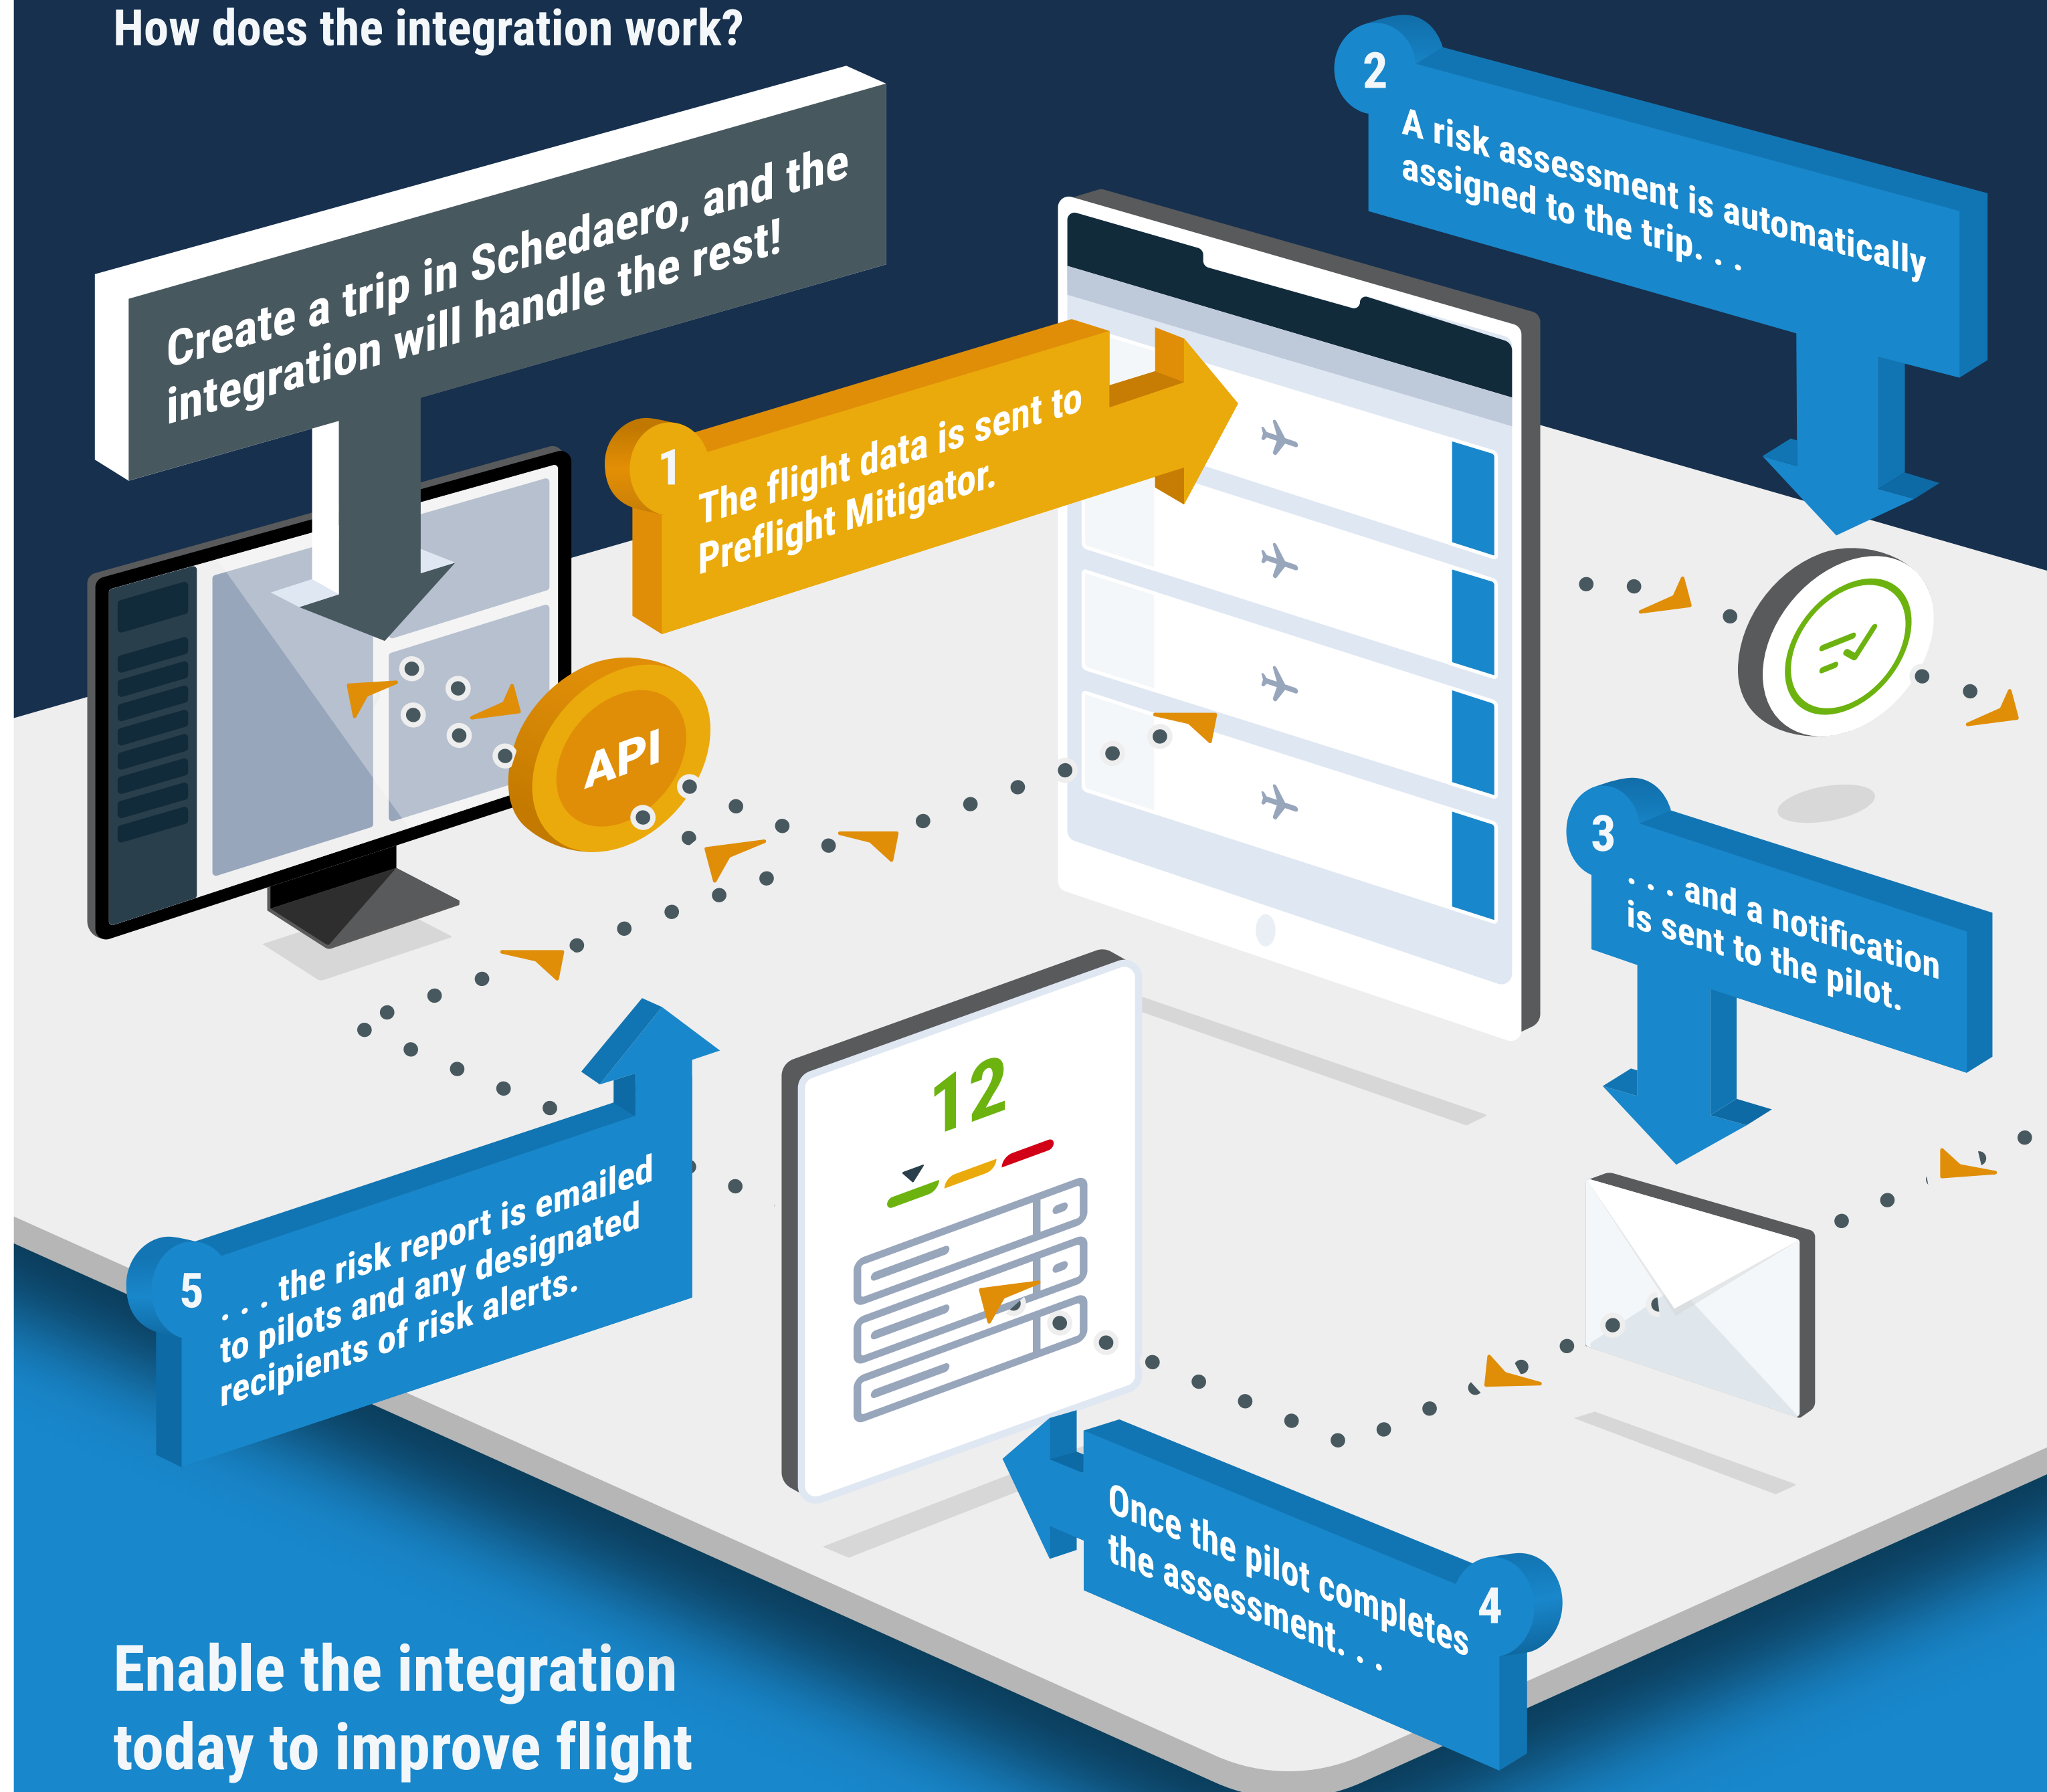 How does the integration work?
Create a trip in Schedaero, and the
integration will handle the rest!
1
The flight data is sent to
Preflight Mitigator.
2
A risk assessment is automatically
assigned to the trip. . .
API
3
. . . and a notification
is sent to the pilot.
12
4
Once the pilot completes
the assessment. . .
5
. . . the risk report is emailed
to pilots and any designated
recipients of risk alerts.
Enable the integration
today to improve flight